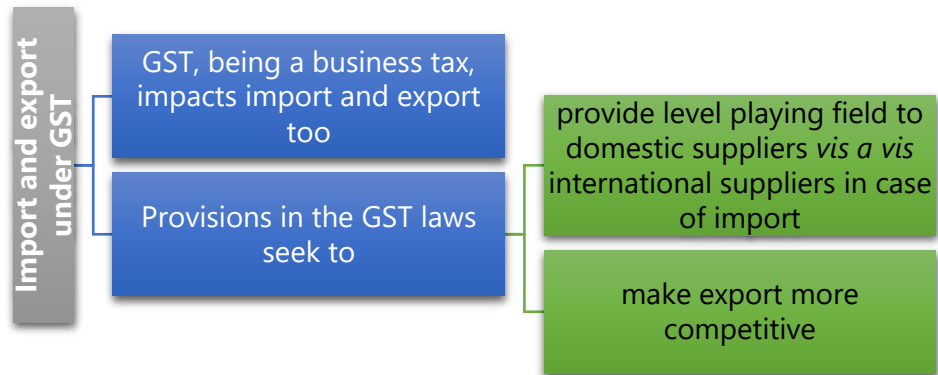 Import and export
under GST
GST, being a business tax,
impacts import and export
too
Provisions in the GST laws
seek to
provide level playing field to
domestic suppliers vis a vis
international suppliers in case
of import
make export more
competitive